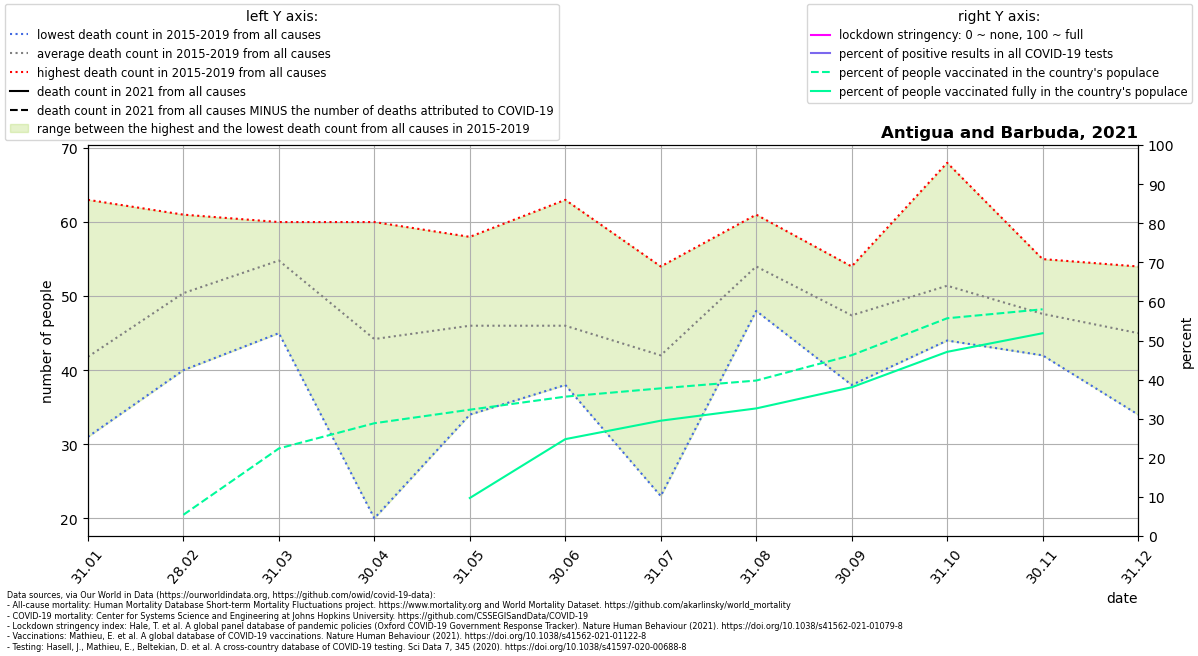 left Y axis:
lowest death count in 2015-2019 from all causes
average death count in 2015-2019 from all causes
highest death count in 2015-2019 from all causes
death count in 2021 from all causes
death count in 2021 from all causes MINUS the number of deaths attributed to COVID-19
range between the highest and the lowest death count from all causes in 2015-2019
right Y axis:
lockdown stringency: 0 ~ none, 100 ~ full
percent of positive results in all COVID-19 tests
percent of people vaccinated in the country's populace
percent of people vaccinated fully in the country's populace
Antigua and Barbuda, 2021
70
60
50
40
30
20
number of people
100
90
80
70
60
50
40
30
20
10
0
percent
31.01
28.02
31.03
30.04
31.05
30.06
31.07
31.08
30.09
31.10
30.11
31.12
date
Data sources, via Our World in Data (https://ourworldindata.org, https://github.com/owid/covid-19-data):
- All-cause mortality: Human Mortality Database Short-term Mortality Fluctuations project. https://www.mortality.org and World Mortality Dataset. https://github.com/akarlinsky/world_mortality
- COVID-19 mortality: Center for Systems Science and Engineering at Johns Hopkins University. https://github.com/CSSEGISandData/COVID-19
- Lockdown stringency index: Hale, T. et al. A global panel database of pandemic policies (Oxford COVID-19 Government Response Tracker). Nature Human Behaviour (2021). https://doi.org/10.1038/s41562-021-01079-8
- Vaccinations: Mathieu, E. et al. A global database of COVID-19 vaccinations. Nature Human Behaviour (2021). https://doi.org/10.1038/s41562-021-01122-8
- Testing: Hasell, J., Mathieu, E., Beltekian, D. et al. A cross-country database of COVID-19 testing. Sci Data 7, 345 (2020). https://doi.org/10.1038/s41597-020-00688-8